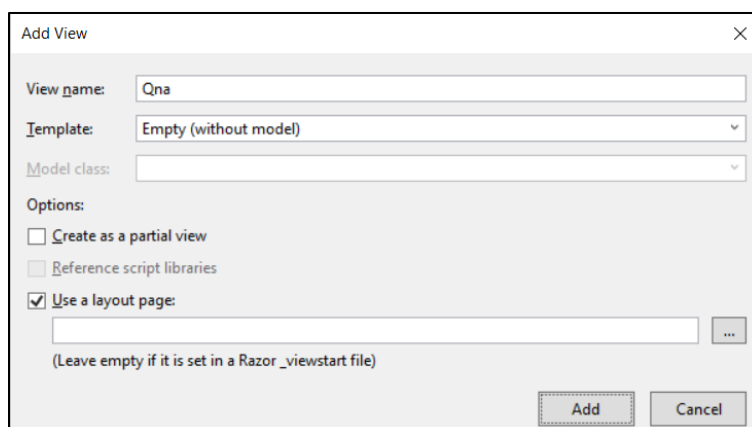 Add View
View name: Qna
Template: Empty (without model)
Model class:
Options:
Create as a partial view
Reference script libraries
Use a layout page:
...
(Leave empty if it is set in a Razor _viewstart file)
Add Cancel